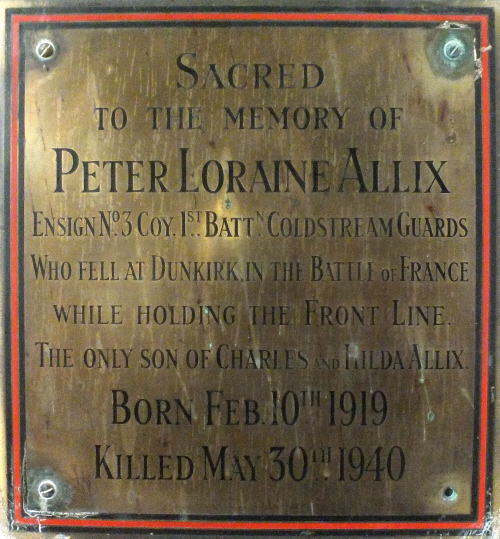 SACRED
TO THE MEMORY OF
PETER LORAINE ALLIX
ENSIGN No. 3 COY. 1ST BATTN COLDSTREAM GUARDS
WHO FELL AT DUNKIRK, IN THE BATTLE OF FRANCE
WHILE HOLDING THE FRONT LINE.
THE ONLY SON OF CHARLES AND HILDA ALLIX.
BORN FEB. 10TH 1919
KILLED MAY 30TH 1940